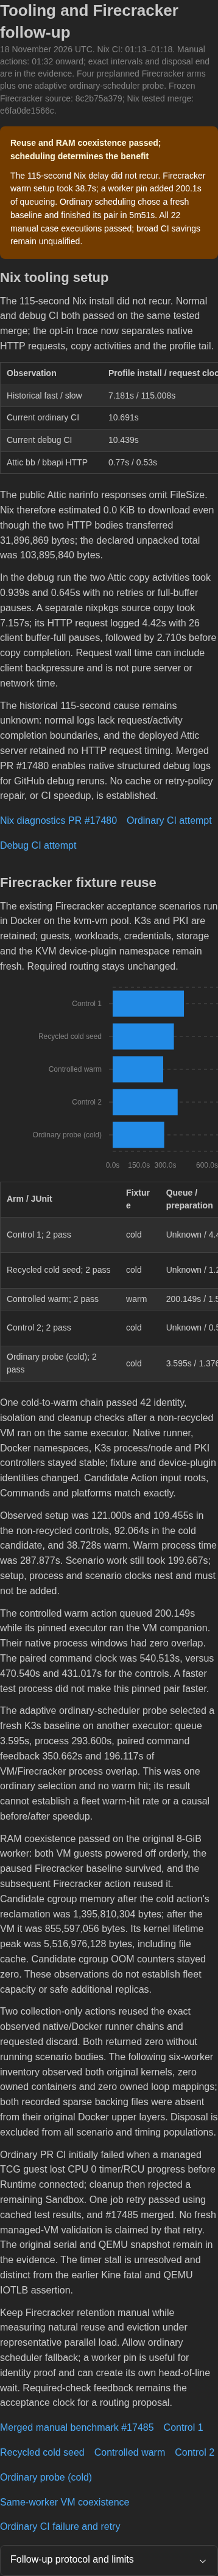 Tooling and Firecracker
follow-up
18 November 2026 UTC. Nix CI: 01:13–01:18. Manual
actions: 01:32 onward; exact intervals and disposal end
are in the evidence. Four preplanned Firecracker arms
plus one adaptive ordinary-scheduler probe. Frozen
Firecracker source: 8c2b75a379; Nix tested merge:
e6fa0de1566c.
Reuse and RAM coexistence passed;
scheduling determines the benefit
The 115-second Nix delay did not recur. Firecracker
warm setup took 38.7s; a worker pin added 200.1s
of queueing. Ordinary scheduling chose a fresh
baseline and finished its pair in 5m51s. All 22
manual case executions passed; broad CI savings
remain unqualified.
Nix tooling setup
The 115-second Nix install did not recur. Normal
and debug CI both passed on the same tested
merge; the opt-in trace now separates native
HTTP requests, copy activities and the profile tail.
Observation Profile install / request cloc
Historical fast / slow 7.181s / 115.008s
Current ordinary CI 10.691s
Current debug CI 10.439s
Attic bb / bbapi HTTP 0.77s / 0.53s
The public Attic narinfo responses omit FileSize.
Nix therefore estimated 0.0 KiB to download even
though the two HTTP bodies transferred
31,896,869 bytes; the declared unpacked total
was 103,895,840 bytes.
In the debug run the two Attic copy activities took
0.939s and 0.645s with no retries or full-buffer
pauses. A separate nixpkgs source copy took
7.157s; its HTTP request logged 4.42s with 26
client buffer-full pauses, followed by 2.710s before
copy completion. Request wall time can include
client backpressure and is not pure server or
network time.
The historical 115-second cause remains
unknown: normal logs lack request/activity
completion boundaries, and the deployed Attic
server retained no HTTP request timing. Merged
PR #17480 enables native structured debug logs
for GitHub debug reruns. No cache or retry-policy
repair, or CI speedup, is established.
Nix diagnostics PR #17480 Ordinary CI attempt
Debug CI attempt
Firecracker fixture reuse
The existing Firecracker acceptance scenarios run
in Docker on the kvm-vm pool. K3s and PKI are
retained; guests, workloads, credentials, storage
and the KVM device-plugin namespace remain
fresh. Required routing stays unchanged.
Control 1
Recycled cold seed
Controlled warm
Control 2
Ordinary probe (cold)
0.0s 150.0s 300.0s 600.0s
Arm / JUnit Fixtur
e Queue /
preparation
Control 1; 2 pass cold Unknown / 4.4
Recycled cold seed; 2 pass cold Unknown / 1.2
Controlled warm; 2 pass warm 200.149s / 1.5
Control 2; 2 pass cold Unknown / 0.5
Ordinary probe (cold); 2
pass cold 3.595s / 1.376
One cold-to-warm chain passed 42 identity,
isolation and cleanup checks after a non-recycled
VM ran on the same executor. Native runner,
Docker namespaces, K3s process/node and PKI
controllers stayed stable; fixture and device-plugin
identities changed. Candidate Action input roots,
Commands and platforms match exactly.
Observed setup was 121.000s and 109.455s in
the non-recycled controls, 92.064s in the cold
candidate, and 38.728s warm. Warm process time
was 287.877s. Scenario work still took 199.667s;
setup, process and scenario clocks nest and must
not be added.
The controlled warm action queued 200.149s
while its pinned executor ran the VM companion.
Their native process windows had zero overlap.
The paired command clock was 540.513s, versus
470.540s and 431.017s for the controls. A faster
test process did not make this pinned pair faster.
The adaptive ordinary-scheduler probe selected a
fresh K3s baseline on another executor: queue
3.595s, process 293.600s, paired command
feedback 350.662s and 196.117s of
VM/Firecracker process overlap. This was one
ordinary selection and no warm hit; its result
cannot establish a fleet warm-hit rate or a causal
before/after speedup.
RAM coexistence passed on the original 8-GiB
worker: both VM guests powered off orderly, the
paused Firecracker baseline survived, and the
subsequent Firecracker action reused it.
Candidate cgroup memory after the cold action's
reclamation was 1,395,810,304 bytes; after the
VM it was 855,597,056 bytes. Its kernel lifetime
peak was 5,516,976,128 bytes, including file
cache. Candidate cgroup OOM counters stayed
zero. These observations do not establish fleet
capacity or safe additional replicas.
Two collection-only actions reused the exact
observed native/Docker runner chains and
requested discard. Both returned zero without
running scenario bodies. The following six-worker
inventory observed both original kernels, zero
owned containers and zero owned loop mappings;
both recorded sparse backing files were absent
from their original Docker upper layers. Disposal is
excluded from all scenario and timing populations.
Ordinary PR CI initially failed when a managed
TCG guest lost CPU 0 timer/RCU progress before
Runtime connected; cleanup then rejected a
remaining Sandbox. One job retry passed using
cached test results, and #17485 merged. No fresh
managed-VM validation is claimed by that retry.
The original serial and QEMU snapshot remain in
the evidence. The timer stall is unresolved and is
distinct from the earlier Kine fatal and QEMU
IOTLB assertion.
Keep Firecracker retention manual while
measuring natural reuse and eviction under
representative parallel load. Allow ordinary
scheduler fallback; a worker pin is useful for
identity proof and can create its own head-of-line
wait. Required-check feedback remains the
acceptance clock for a routing proposal.
Merged manual benchmark #17485 Control 1
Recycled cold seed Controlled warm Control 2
Ordinary probe (cold)
Same-worker VM coexistence
Ordinary CI failure and retry
Follow-up protocol and limits